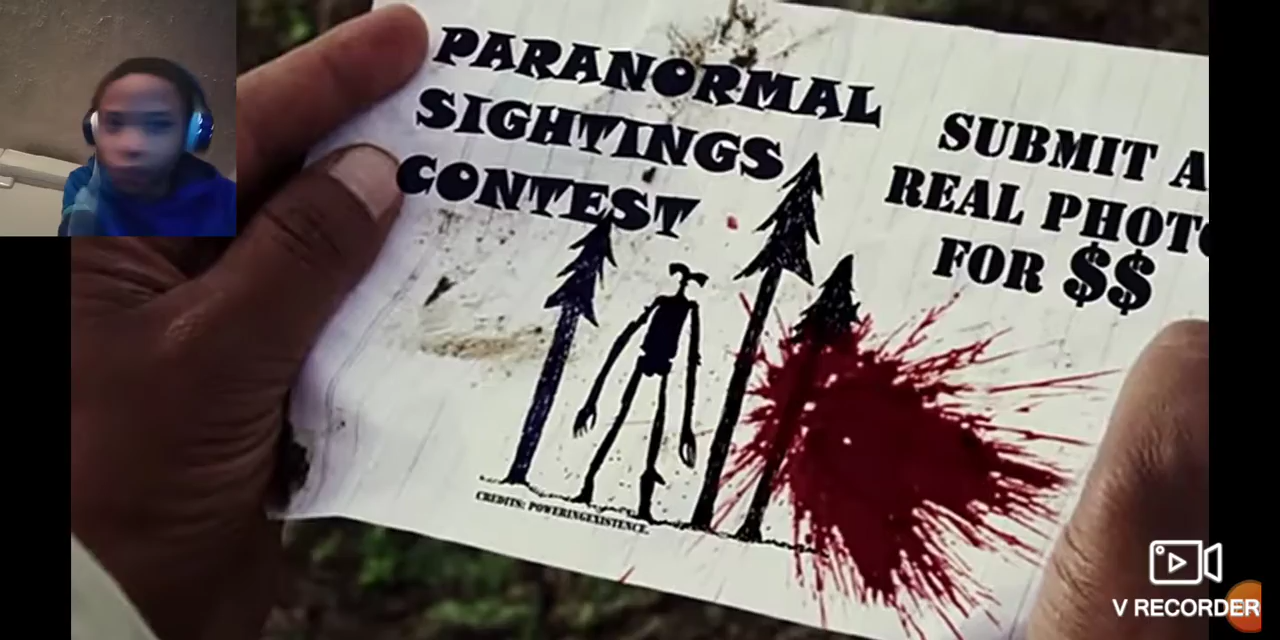 PARANORMAL
SIGHTINGS
CONTEST
SUBMIT A
REAL PHOTO
FOR $$
CREDITS: POWERINGEXISTENCE.
V RECORDER